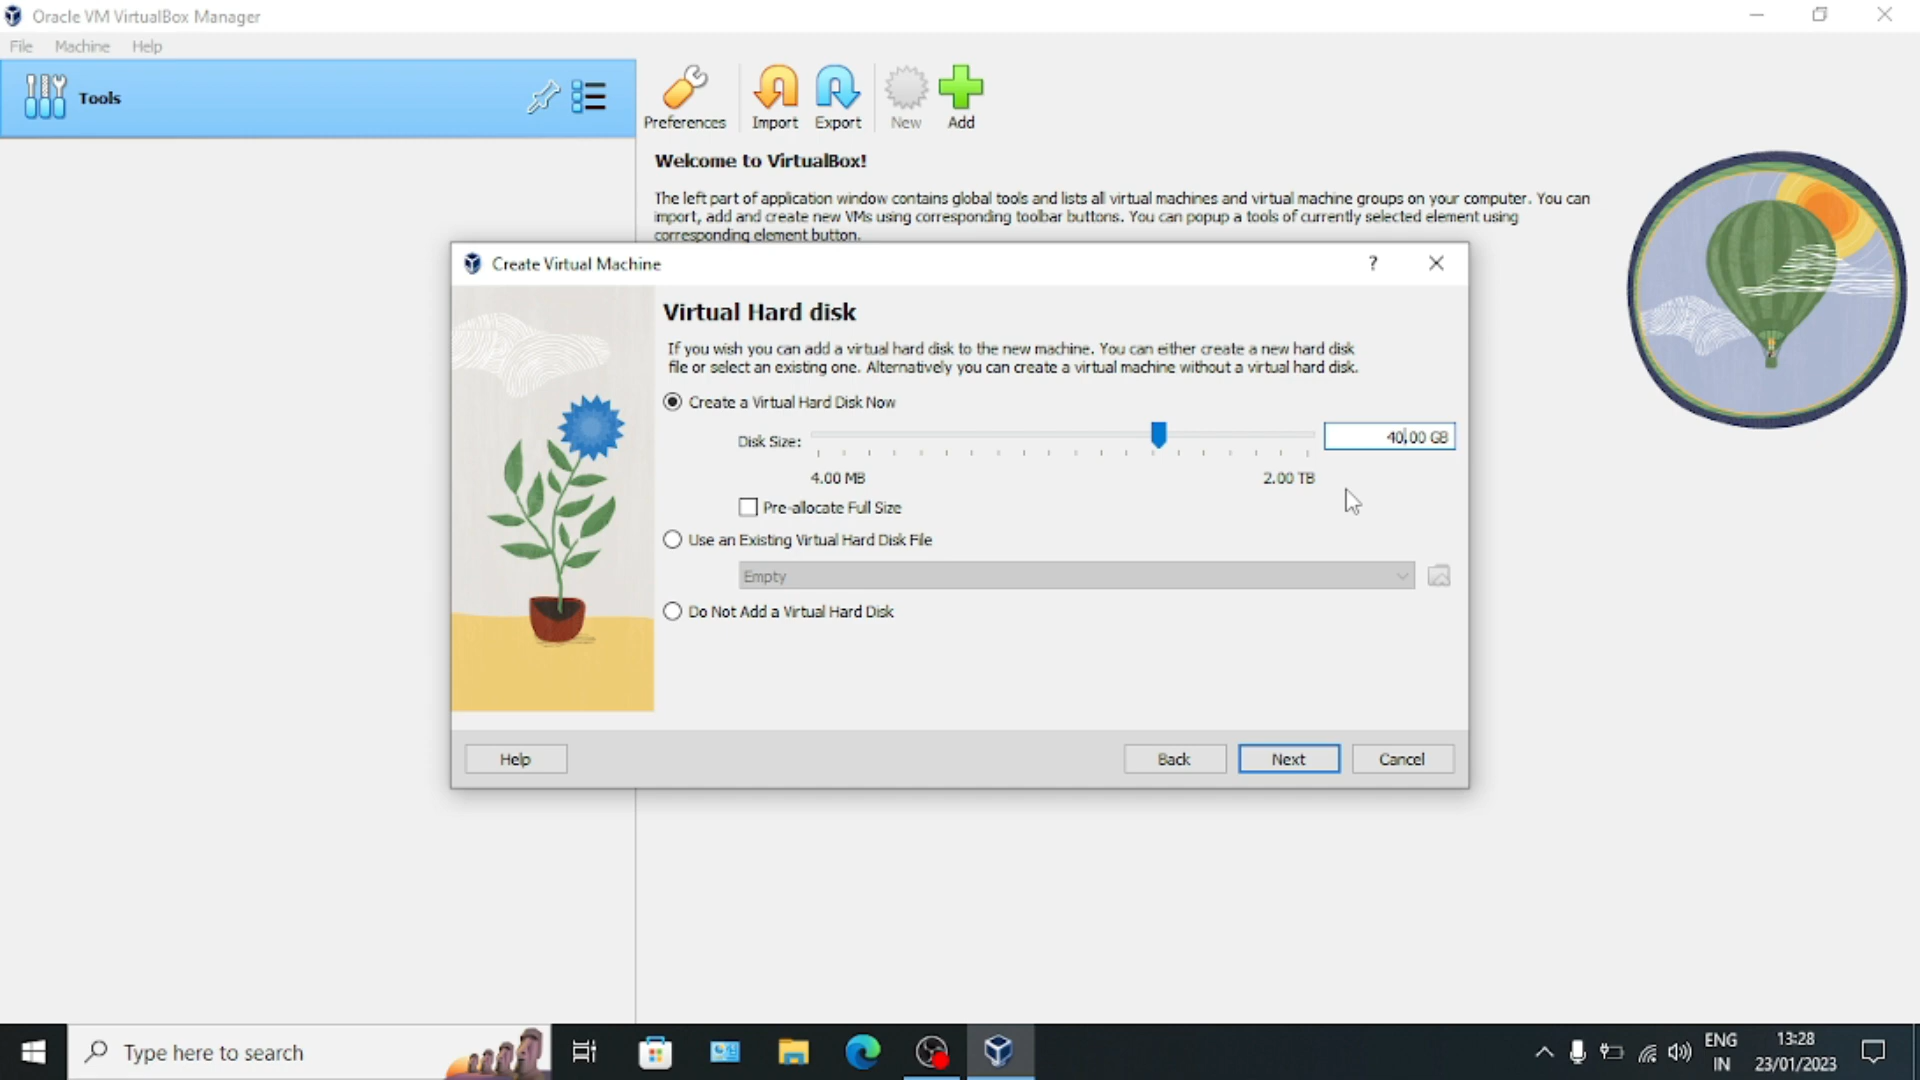 Oracle VM VirtualBox Manager
File Machine Help
Tools
Preferences Import Export New Add
Welcome to VirtualBox!
The left part of application window contains global tools and lists all virtual machines and virtual machine groups on your computer. You can
import, add and create new VMs using corresponding toolbar buttons. You can popup a tools of currently selected element using
corresponding element button.
Create Virtual Machine ?
Virtual Hard disk
If you wish you can add a virtual hard disk to the new machine. You can either create a new hard disk
file or select an existing one. Alternatively you can create a virtual machine without a virtual hard disk.
Create a Virtual Hard Disk Now
Disk Size: 40.00 GB
4.00 MB 2.00 TB
Pre-allocate Full Size
Use an Existing Virtual Hard Disk File
Empty
Do Not Add a Virtual Hard Disk
Help Back Next Cancel
Type here to search
ENG
IN
13:28
23/01/2023